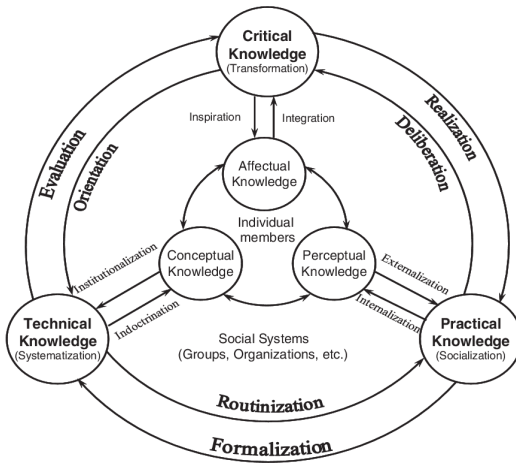 Critical
Knowledge
(Transformation)
Evaluation
Orientation
Inspiration
Integration
Deliberation
Realization
Affectual
Knowledge
Individual
members
Conceptual
Knowledge
Perceptual
Knowledge
Institutionalization
Indoctrination
Externalization
Internalization
Technical
Knowledge
(Systematization)
Social Systems
(Groups, Organizations, etc.)
Practical
Knowledge
(Socialization)
Routinization
Formalization